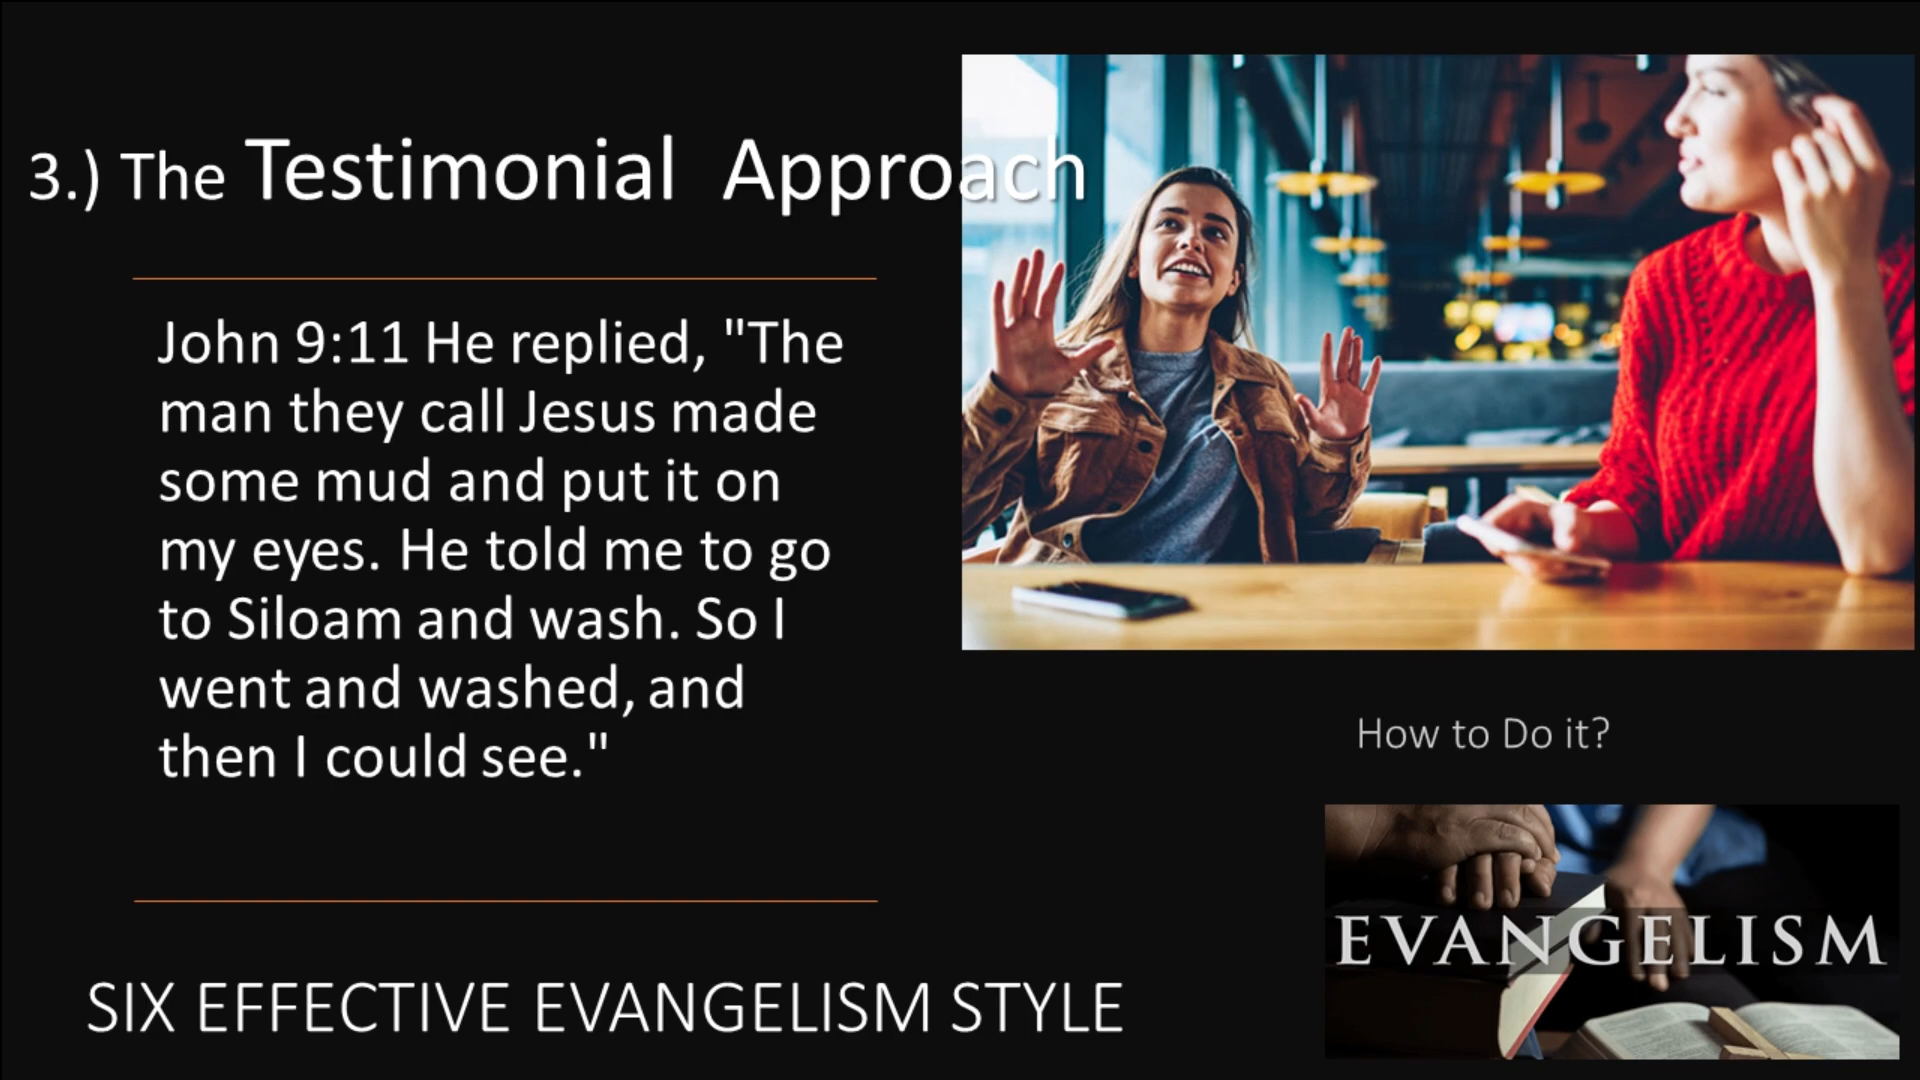 3.) The Testimonial Approach
John 9:11 He replied, "The
man they call Jesus made
some mud and put it on
my eyes. He told me to go
to Siloam and wash. So I
went and washed, and
then I could see."
How to Do it?
EVANGELISM
SIX EFFECTIVE EVANGELISM STYLE